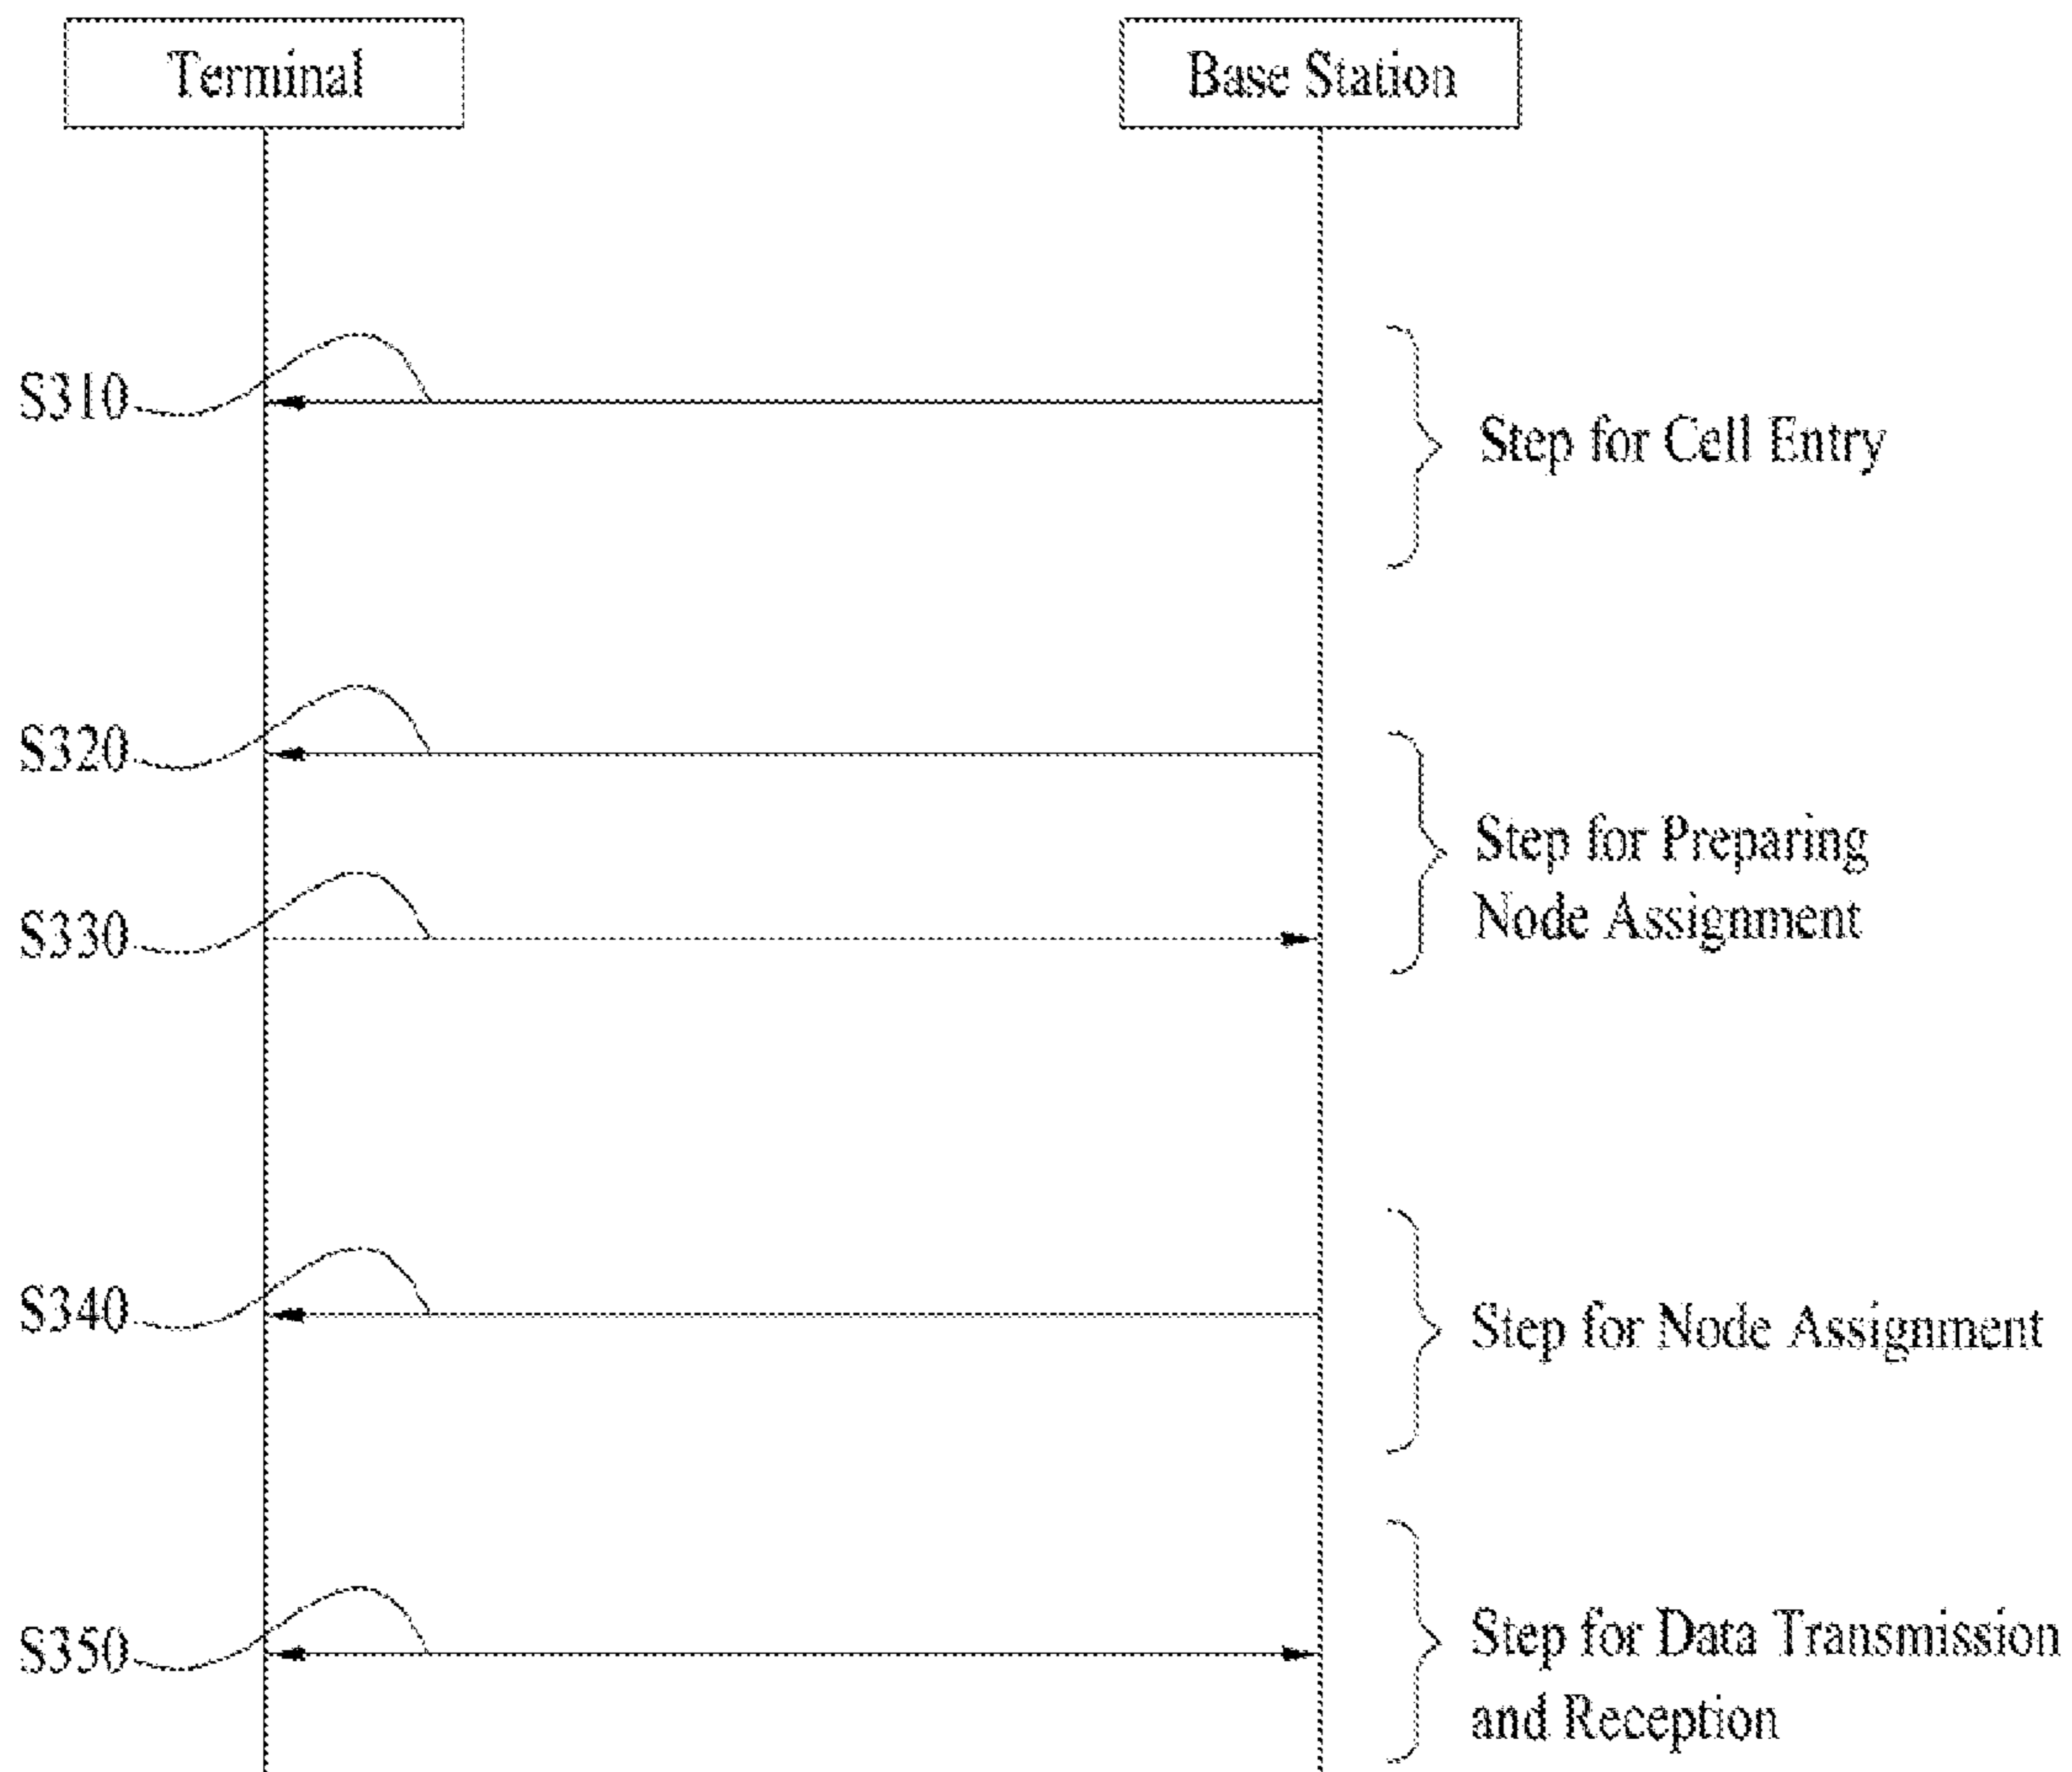 Terminal
Base Station
S310
Step for Cell Entry
S320
Step for Preparing
Node Assignment
S330
S340
Step for Node Assignment
S350
Step for Data Transmission
and Reception